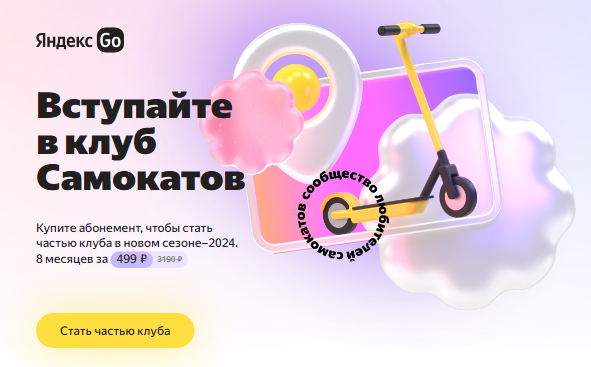 Яндекс Go
Вступайте
в клуб
Самокатов
сообщество любителей самокатов
Купите абонемент, чтобы стать
частью клуба в новом сезоне–2024.
8 месяцев за 499 ₽ 3190 ₽
Стать частью клуба